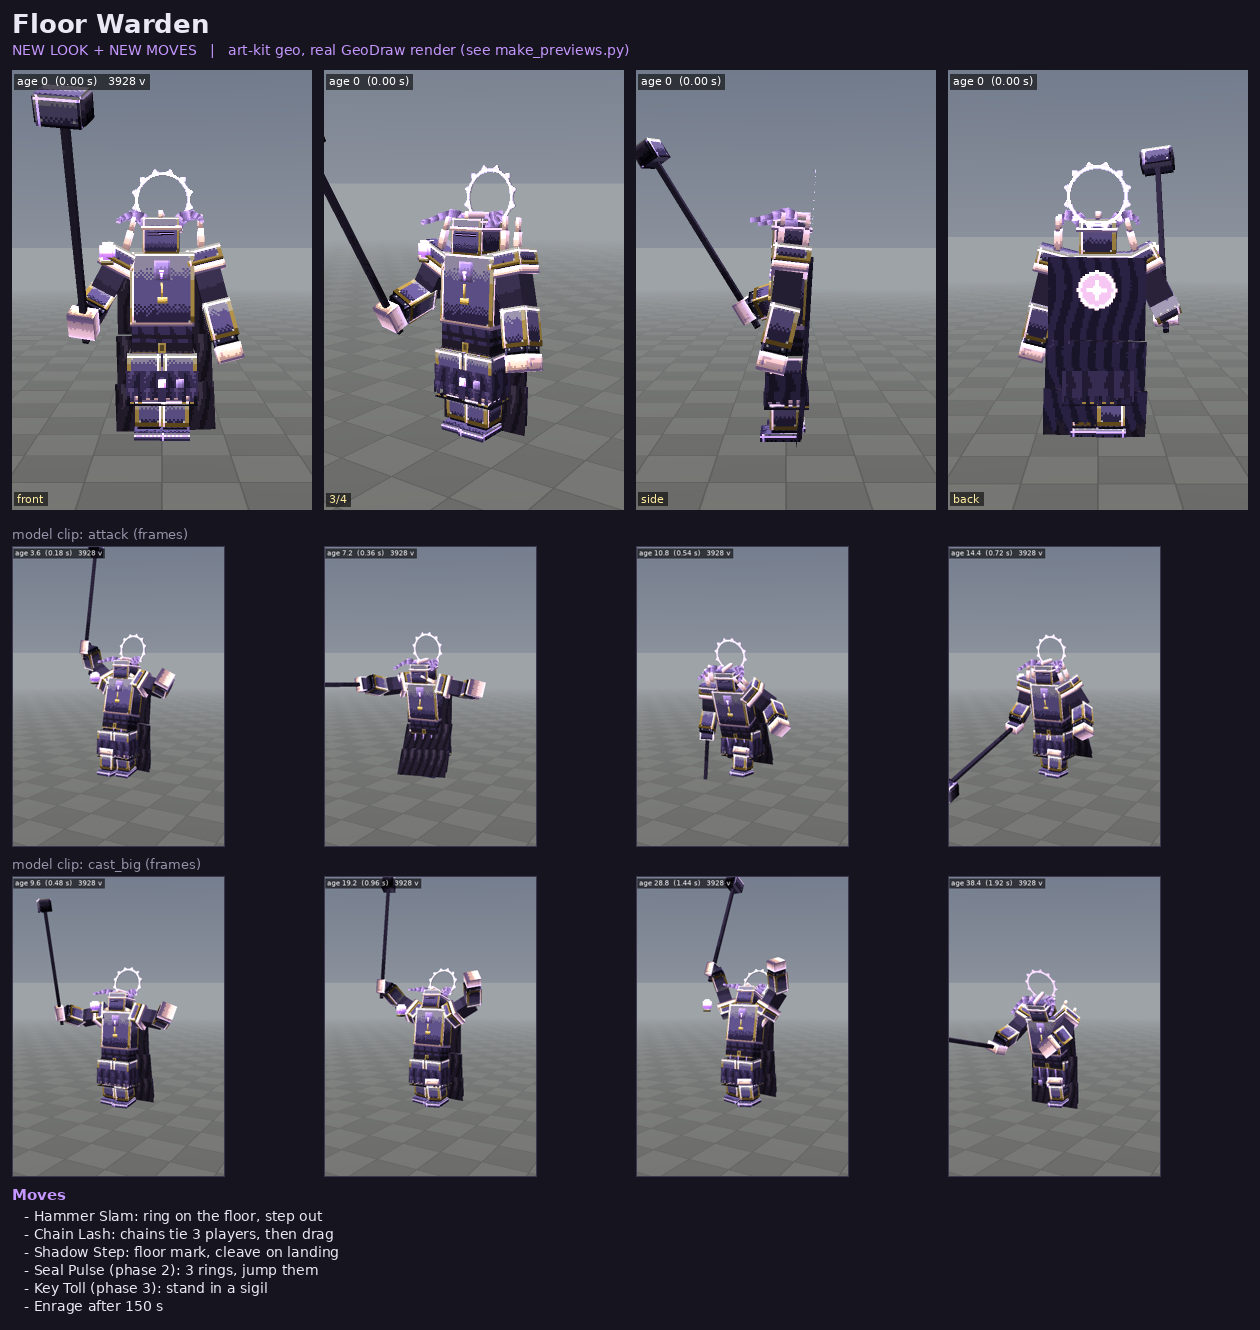 Floor Warden
NEW LOOK + NEW MOVES | art-kit geo, real GeoDraw render (see make_previews.py)
age 0 (0.00 s) 3928 v
age 0 (0.00 s)
age 0 (0.00 s)
age 0 (0.00 s)
front
3/4
side
back
model clip: attack (frames)
age 3.6 (0.18 s) 3928 v
age 7.2 (0.36 s) 3928 v
age 10.8 (0.54 s) 3928 v
age 14.4 (0.72 s) 3928 v
model clip: cast_big (frames)
age 9.6 (0.48 s) 3928 v
age 19.2 (0.96 s) 3928 v
age 28.8 (1.44 s) 3928 v
age 38.4 (1.92 s) 3928 v
Moves
- Hammer Slam: ring on the floor, step out
- Chain Lash: chains tie 3 players, then drag
- Shadow Step: floor mark, cleave on landing
- Seal Pulse (phase 2): 3 rings, jump them
- Key Toll (phase 3): stand in a sigil
- Enrage after 150 s